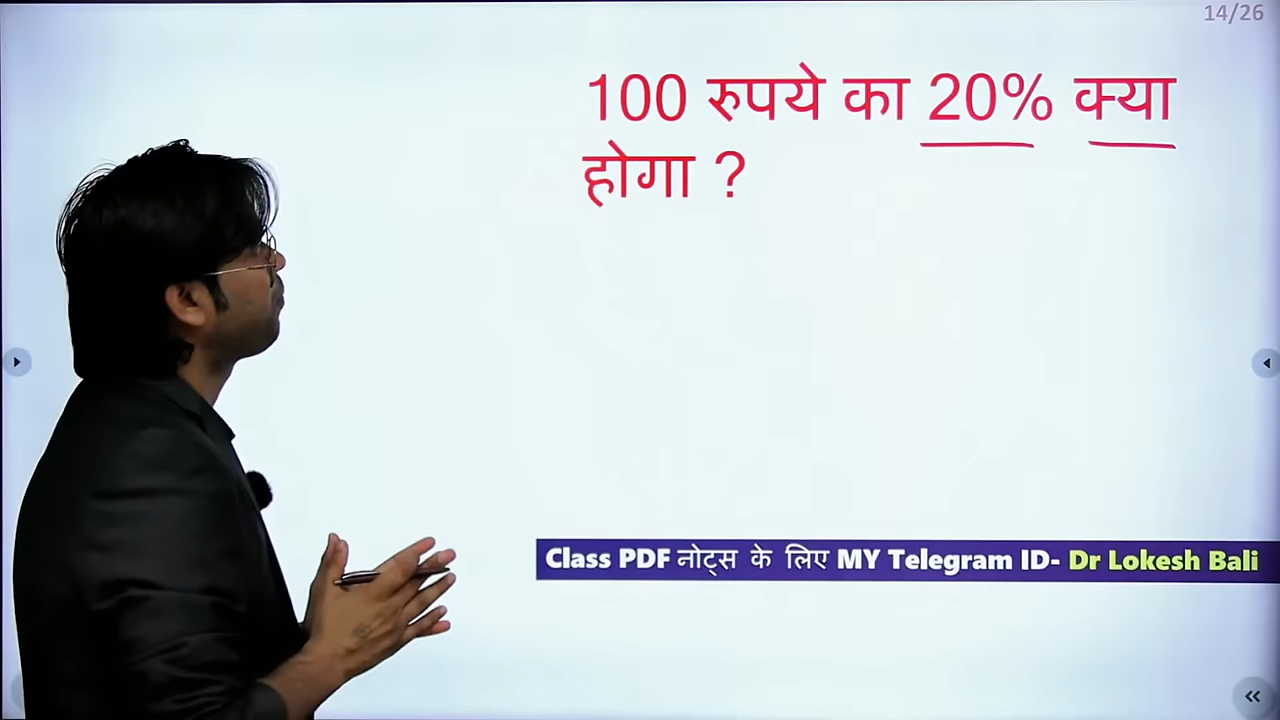 14/26
100 रुपये का 20% क्या
होगा ?
Class PDF नोट्स के लिए MY Telegram ID- Dr Lokesh Bali